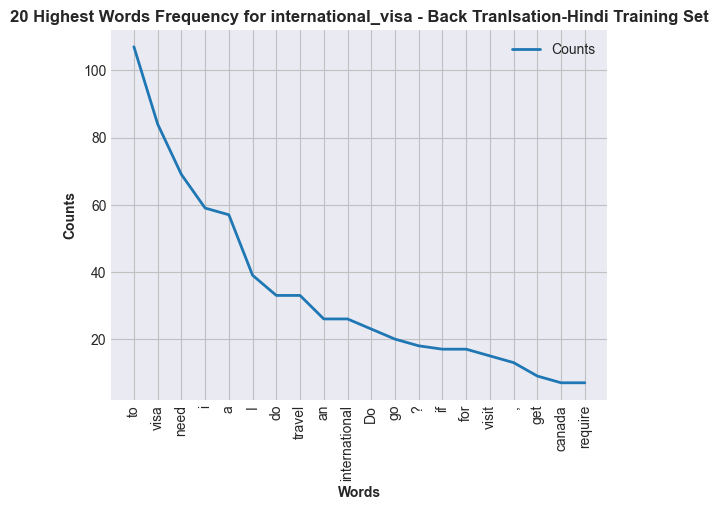 20 Highest Words Frequency for international_visa - Back Tranlsation-Hindi Training Set
Counts
100
80
60
40
20
Counts
to
visa
need
i
a
I
do
travel
an
international
Do
go
?
if
for
visit
,
get
canada
require
Words